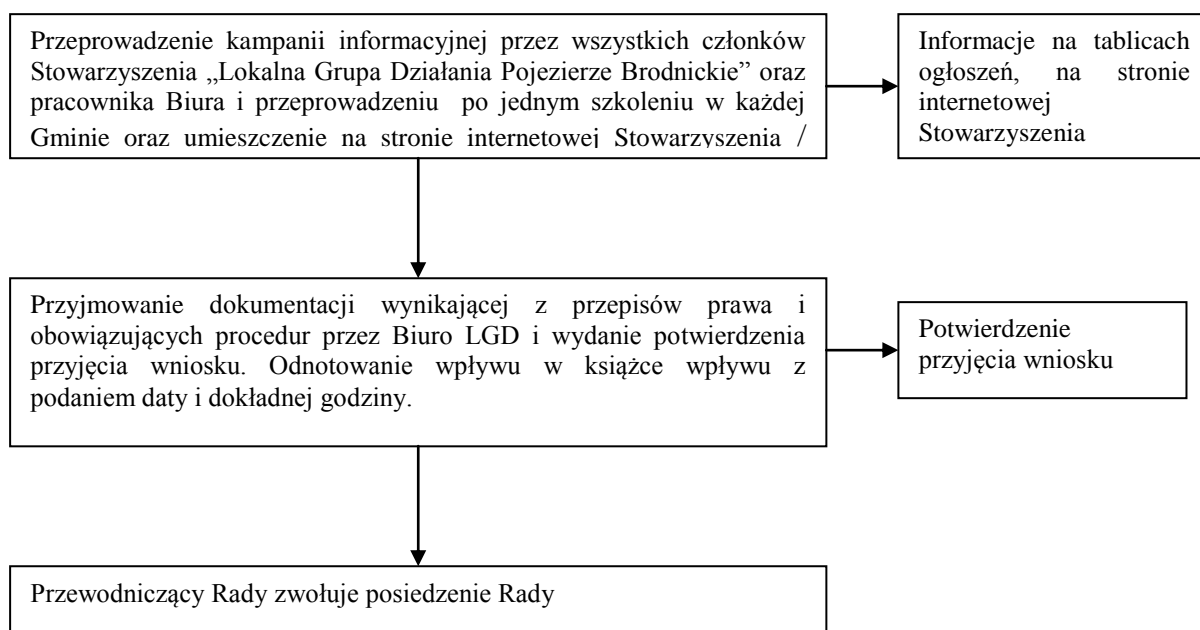 Przeprowadzenie kampanii informacyjnej przez wszystkich członków
Stowarzyszenia „Lokalna Grupa Działania Pojezierze Brodnickie” oraz
pracownika Biura i przeprowadzeniu po jednym szkoleniu w każdej
Gminie oraz umieszczenie na stronie internetowej Stowarzyszenia /
Informacje na tablicach
ogłoszeń, na stronie
internetowej
Stowarzyszenia
Przyjmowanie dokumentacji wynikającej z przepisów prawa i
obowiązujących procedur przez Biuro LGD i wydanie potwierdzenia
przyjęcia wniosku. Odnotowanie wpływu w książce wpływu z
podaniem daty i dokładnej godziny.
Potwierdzenie
przyjęcia wniosku
Przewodniczący Rady zwołuje posiedzenie Rady